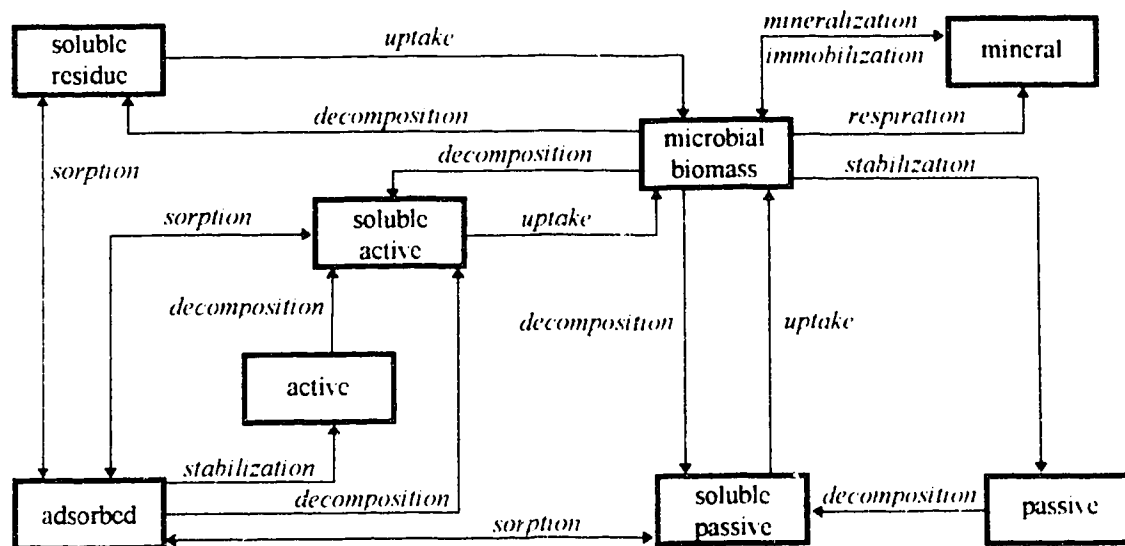 soluble
residue
uptake
mineralization
immobilization
mineral
decomposition
microbial
biomass
respiration
decomposition
stabilization
sorption
sorption
soluble
active
uptake
decomposition
decomposition
uptake
active
stabilization
decomposition
adsorbed
sorption
soluble
passive
decomposition
passive